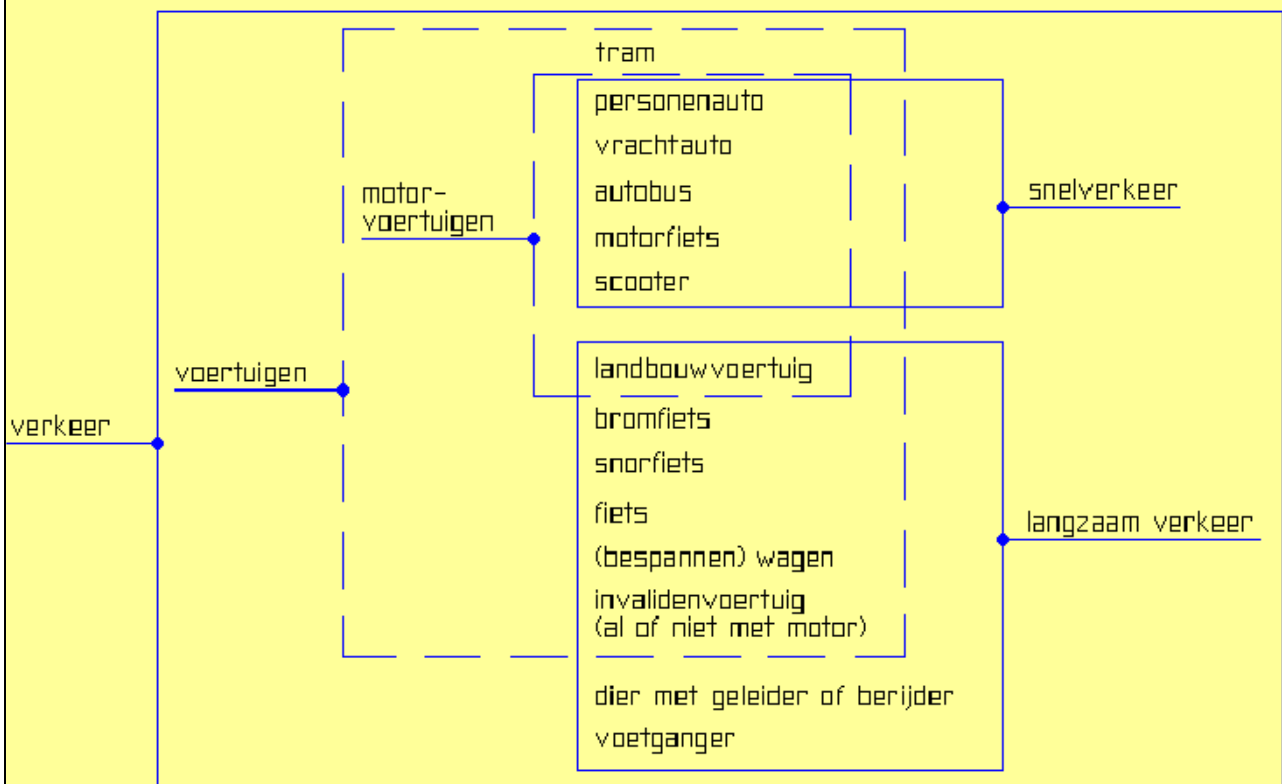 tram
personenauto
vrachtauto
autobus
motorfiets
scooter
motor-
voertuigen
snelverkeer
landbouwvoertuig
voertuigen
bromfiets
verkeer
snorfiets
fiets
langzaam verkeer
(bespannen) wagen
invalidenvoertuig
(al of niet met motor)
dier met geleider of berijder
voetganger